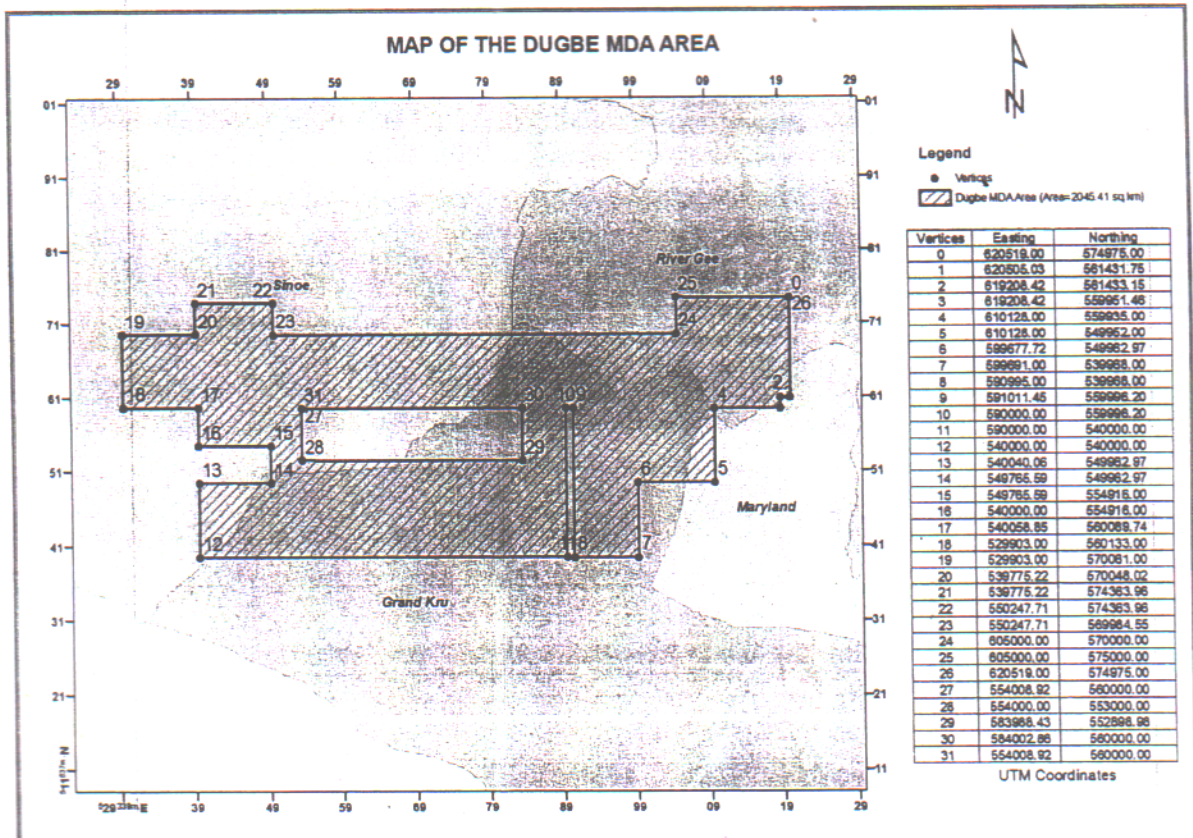 MAP OF THE DUGBE MDA AREA
29 39 49 59 69 79 89 99 09 19 29
01 01
91 91
81 81
71 71
61 61
51 51
41 41
31 31
21 21
11
N
Sinoe
River Gee
Maryland
Grand Kru
21 22 25 0
26
19 20 23 24
18 17 31 30 10 9 2 4
27
16 15 28 29
13 14 6 5
12 11 8 7
39 49 59 69 79 89 99 09 19
Legend
Vertices
Dugbe MDA Area (Area=2045.41 sq.km)
Vertices Easting Northing
0 620519.00 574975.00
1 620505.03 561431.75
2 619208.42 561433.15
3 619208.42 559951.46
4 610128.00 559935.00
5 610128.00 549952.00
6 599677.72 549962.97
7 599691.00 539968.00
8 590995.00 539968.00
9 591011.45 559996.20
10 590000.00 559996.20
11 590000.00 540000.00
12 540000.00 540000.00
13 540040.06 549962.97
14 549765.59 549962.97
15 549765.59 554916.00
16 540000.00 554916.00
17 540058.85 560089.74
18 529903.00 560133.00
19 529903.00 570061.00
20 539775.22 570048.02
21 539775.22 574363.96
22 550247.71 574363.96
23 550247.71 569984.55
24 605000.00 570000.00
25 605000.00 575000.00
26 620519.00 574975.00
27 554008.92 560000.00
28 554000.00 553000.00
29 583988.43 552898.98
30 584002.86 560000.00
31 554008.92 560000.00
UTM Coordinates